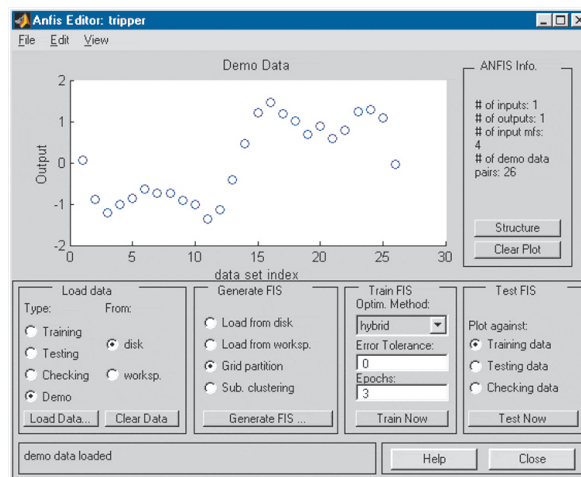 Anfis Editor: tripper
File Edit View
Demo Data
2
1
0
-1
-2
Output
0 5 10 15 20 25 30
data set index
ANFIS Info.
# of inputs: 1
# of outputs: 1
# of input mfs:
4
# of demo data
pairs: 26
Structure
Clear Plot
Load data
Type: From:
Training
Testing
Checking
Demo
disk
worksp.
Load Data... Clear Data
Generate FIS
Load from disk
Load from worksp.
Grid partition
Sub. clustering
Generate FIS ...
Train FIS
Optim. Method:
hybrid
Error Tolerance:
0
Epochs:
3
Train Now
Test FIS
Plot against:
Training data
Testing data
Checking data
Test Now
demo data loaded
Help Close